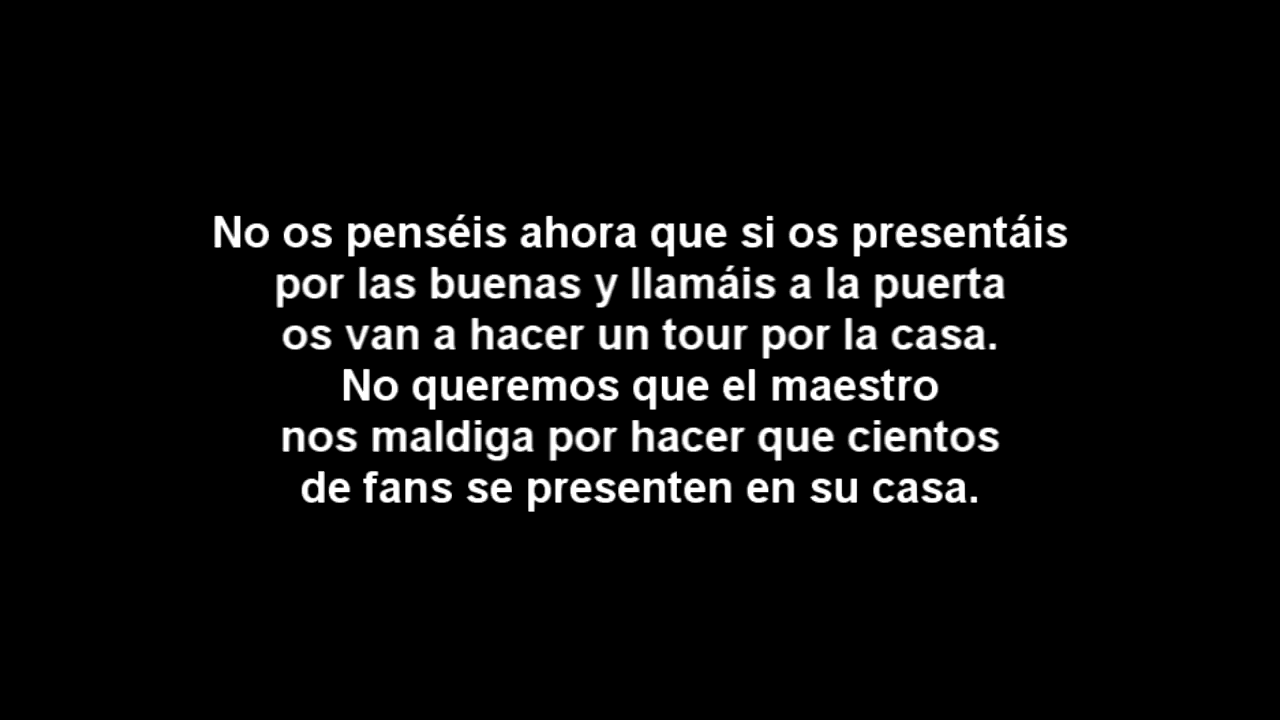 No os penséis ahora que si os presentáis
por las buenas y llamáis a la puerta
os van a hacer un tour por la casa.
No queremos que el maestro
nos maldiga por hacer que cientos
de fans se presenten en su casa.